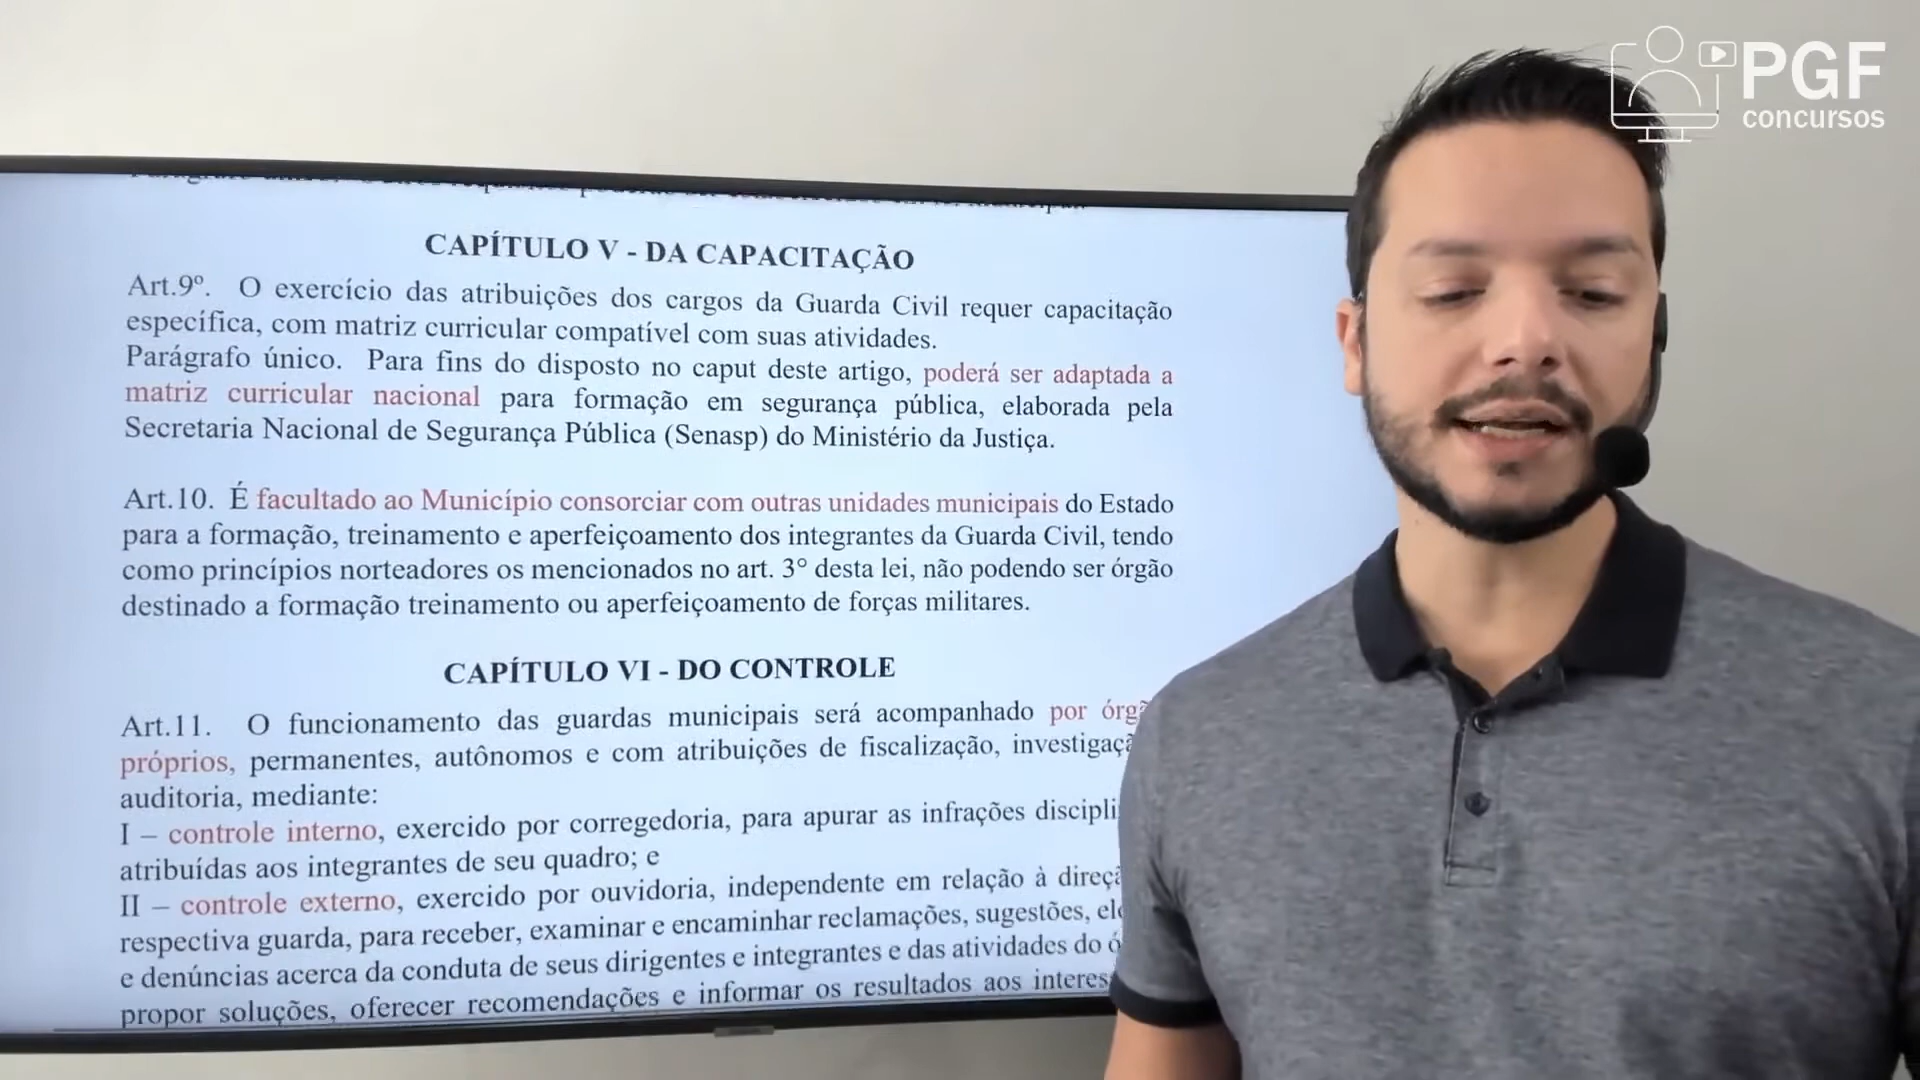 PGF
concursos
CAPÍTULO V - DA CAPACITAÇÃO
Art.9º. O exercício das atribuições dos cargos da Guarda Civil requer capacitação
específica, com matriz curricular compatível com suas atividades.
Parágrafo único. Para fins do disposto no caput deste artigo, poderá ser adaptada a
matriz curricular nacional para formação em segurança pública, elaborada pela
Secretaria Nacional de Segurança Pública (Senasp) do Ministério da Justiça.
Art.10. É facultado ao Município consorciar com outras unidades municipais do Estado
para a formação, treinamento e aperfeiçoamento dos integrantes da Guarda Civil, tendo
como princípios norteadores os mencionados no art. 3° desta lei, não podendo ser órgão
destinado a formação treinamento ou aperfeiçoamento de forças militares.
CAPÍTULO VI - DO CONTROLE
Art.11. O funcionamento das guardas municipais será acompanhado por
próprios, permanentes, autônomos e com atribuições de fiscalização,
auditoria, mediante:
I – controle interno, exercido por corregedoria, para apurar as infrações
atribuídas aos integrantes de seu quadro; e
II – controle externo, exercido por ouvidoria, independente em relação à
respectiva guarda, para receber, examinar e encaminhar reclamações, sugestões,
e denúncias acerca da conduta de seus dirigentes e integrantes e das atividades do
propor soluções, oferecer recomendações e informar os resultados aos